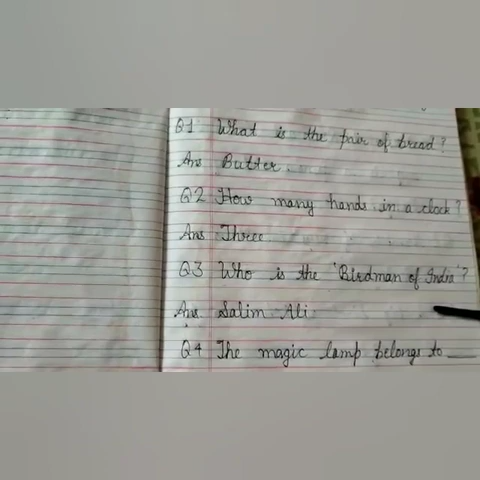 Q1 What is the pair of bread?
Ans Butter.
Q2 How many hands in a clock?
Ans Three.
Q3 Who is the 'Birdman of India'?
Ans Salim Ali
Q4 The magic lamp belongs to ___